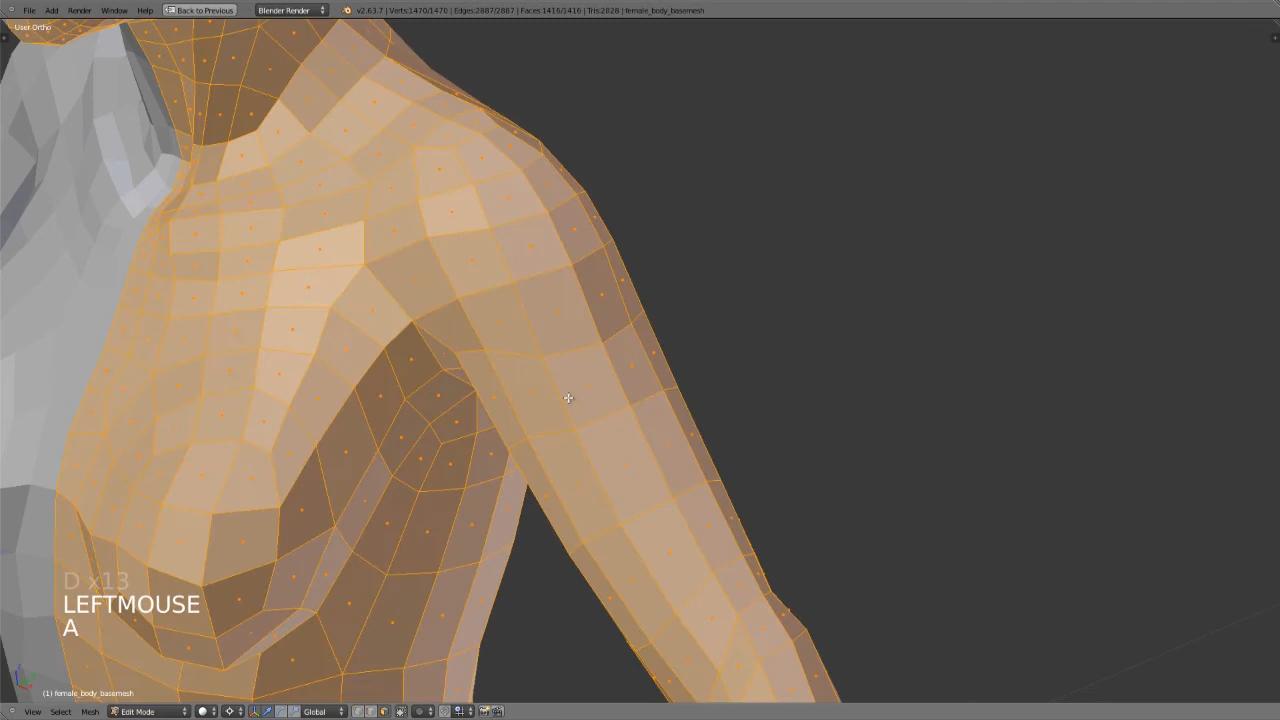 File Add Render Window Help Back to Previous Blender Render v2.63.7 | Verts:1470/1470 | Edges:2887/2887 | Faces:1416/1416 | Tris:2828 | female_body_basemesh
User Ortho
D x13
LEFTMOUSE
A
(1) female_body_basemesh
View Select Mesh Edit Mode Global